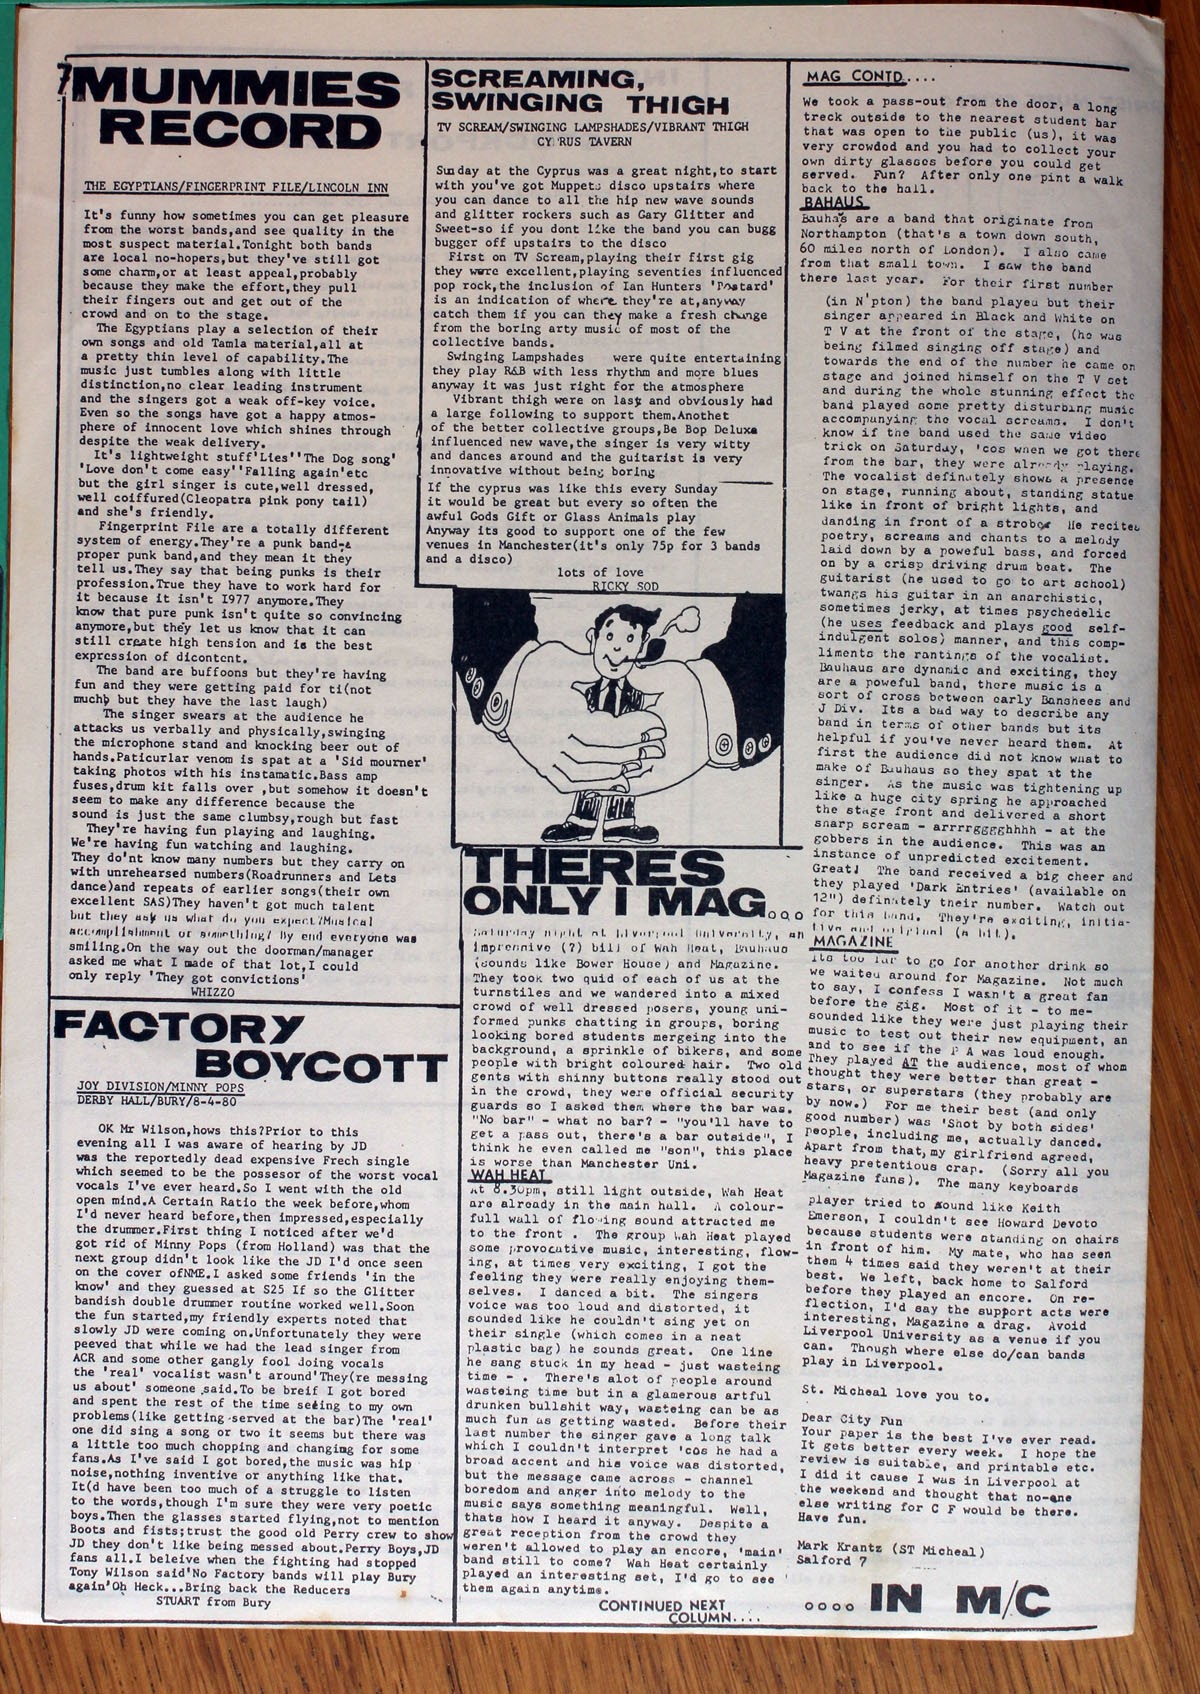 7
MUMMIES
RECORD
THE EGYPTIANS/FINGERPRINT FILE/LINCOLN INN
It's funny how sometimes you can get pleasure
from the worst bands,and see quality in the
most suspect material.Tonight both bands
are local no-hopers,but they've still got
some charm,or at least appeal,probably
because they make the effort,they pull
their fingers out and get out of the
crowd and on to the stage.
The Egyptians play a selection of their
own songs and old Tamla material,all at
a pretty thin level of capability.The
music just tumbles along with little
distinction,no clear leading instrument
and the singers got a weak off-key voice.
Even so the songs have got a happy atmos-
phere of innocent love which shines through
despite the weak delivery.
It's lightweight stuff'Lies''The Dog song'
'Love don't come easy''Falling again'etc
but the girl singer is cute,well dressed,
well coiffured(Cleopatra pink pony tail)
and she's friendly.
Fingerprint File are a totally different
system of energy.They're a punk band-a
proper punk band,and they mean it they
tell us.They say that being punks is their
profession.True they have to work hard for
it because it isn't I977 anymore.They
know that pure punk isn't quite so convincing
anymore,but they let us know that it can
still create high tension and is the best
expression of dicontent.
The band are buffoons but they're having
fun and they were getting paid for ti(not
much) but they have the last laugh)
The singer swears at the audience he
attacks us verbally and physically,swinging
the microphone stand and knocking beer out of
hands.Paticurlar venom is spat at a 'Sid mourner'
taking photos with his instamatic.Bass amp
fuses,drum kit falls over ,but somehow it doesn't
seem to make any difference because the
sound is just the same clumbsy,rough but fast
They're having fun playing and laughing.
We're having fun watching and laughing.
They do'nt know many numbers but they carry on
with unrehearsed numbers(Roadrunners and Lets
dance)and repeats of earlier songs(their own
excellent SAS)They haven't got much talent
but they ask us what do you expect?Musical
accomplishment or something? By end everyone was
smiling.On the way out the doorman/manager
asked me what I made of that lot,I could
only reply 'They got convictions'
WHIZZO
FACTORY
BOYCOTT
JOY DIVISION/MINNY POPS
DERBY HALL/BURY/8-4-80
OK Mr Wilson,hows this?Prior to this
evening all I was aware of hearing by JD
was the reportedly dead expensive Frech single
which seemed to be the possesor of the worst vocal
vocals I've ever heard.So I went with the old
open mind.A Certain Ratio the week before,whom
I'd never heard before,then impressed,especially
the drummer.First thing I noticed after we'd
got rid of Minny Pops (from Holland) was that the
next group didn't look like the JD I'd once seen
on the cover ofNME.I asked some friends 'in the
know' and they guessed at S25 If so the Glitter
bandish double drummer routine worked well.Soon
the fun started,my friendly experts noted that
slowly JD were coming on.Unfortunately they were
peeved that while we had the lead singer from
ACR and some other gangly fool doing vocals
the 'real' vocalist wasn't around'They(re messing
us about' someone said.To be breif I got bored
and spent the rest of the time seeing to my own
problems(like getting served at the bar)The 'real'
one did sing a song or two it seems but there was
a little too much chopping and changing for some
fans.As I've said I got bored,the music was hip
noise,nothing inventive or anything like that.
It(d have been too much of a struggle to listen
to the words,though I'm sure they were very poetic
boys.Then the glasses started flying,not to mention
Boots and fists;trust the good old Perry crew to show
JD they don't like being messed about.Perry Boys,JD
fans all.I beleive when the fighting had stopped
Tony Wilson said'No Factory bands will play Bury
again'Oh Heck...Bring back the Reducers
STUART from Bury
SCREAMING,
SWINGING THIGH
TV SCREAM/SWINGING LAMPSHADES/VIBRANT THIGH
CYPRUS TAVERN
Sunday at the Cyprus was a great night,to start
with you've got Muppets disco upstairs where
you can dance to all the hip new wave sounds
and glitter rockers such as Gary Glitter and
Sweet-so if you dont like the band you can bugg
bugger off upstairs to the disco
First on TV Scream,playing their first gig
they were excellent,playing seventies influenced
pop rock,the inclusion of Ian Hunters 'Bastard'
is an indication of where they're at,anyway
catch them if you can they make a fresh change
from the boring arty music of most of the
collective bands.
Swinging Lampshades were quite entertaining
they play R&B with less rhythm and more blues
anyway it was just right for the atmosphere
Vibrant thigh were on last and obviously had
a large following to support them.Anothet
of the better collective groups,Be Bop Deluxe
influenced new wave,the singer is very witty
and dances around and the guitarist is very
innovative without being boring
If the cyprus was like this every Sunday
it would be great but every so often the
awful Gods Gift or Glass Animals play
Anyway its good to support one of the few
venues in Manchester(it's only 75p for 3 bands
and a disco)
lots of love
RICKY SOD
THERES
ONLY I MAG....
Saturday night at Liverpool University, an
impressive (?) bill of Wah Heat, Bauhaus
(sounds like Bower House) and Magazine.
They took two quid of each of us at the
turnstiles and we wandered into a mixed
crowd of well dressed posers, young uni-
formed punks chatting in groups, boring
looking bored students mergeing into the
background, a sprinkle of bikers, and some
people with bright coloured hair. Two old
gents with shinny buttons really stood out
in the crowd, they were official security
guards so I asked them where the bar was.
"No bar" - what no bar? - "you'll have to
get a pass out, there's a bar outside", I
think he even called me "son", this place
is worse than Manchester Uni.
WAH HEAT
At 8.30pm, still light outside, Wah Heat
are already in the main hall. A colour-
full wall of flowing sound attracted me
to the front . The group Wah Heat played
some provocative music, interesting, flow-
ing, at times very exciting, I got the
feeling they were really enjoying them-
selves. I danced a bit. The singers
voice was too loud and distorted, it
sounded like he couldn't sing yet on
their single (which comes in a neat
plastic bag) he sounds great. One line
he sang stuck in my head - just wasteing
time - . There's alot of people around
wasteing time but in a glamerous artful
drunken bullshit way, wasteing can be as
much fun as getting wasted. Before their
last number the singer gave a long talk
which I couldn't interpret 'cos he had a
broad accent and his voice was distorted,
but the message came across - channel
boredom and anger into melody to the
music says something meaningful. Well,
thats how I heard it anyway. Despite a
great reception from the crowd they
weren't allowed to play an encore, 'main'
band still to come? Wah Heat certainly
played an interesting set, I'd go to see
them again anytime.
CONTINUED NEXT
COLUMN....
MAG CONTD....
We took a pass-out from the door, a long
treck outside to the nearest student bar
that was open to the public (us), it was
very crowded and you had to collect your
own dirty glasses before you could get
served. Fun? After only one pint a walk
back to the hall.
BAHAUS
Bauhas are a band that originate from
Northampton (that's a town down south,
60 miles north of London). I also came
from that small town. I saw the band
there last year. For their first number
(in N'pton) the band played but their
singer appeared in Black and White on
T V at the front of the stage, (he was
being filmed singing off stage) and
towards the end of the number he came on
stage and joined himself on the T V set
and during the whole stunning effect the
band played some pretty disturbing music
accompanying the vocal screams. I don't
know if the band used the same video
trick on Saturday, 'cos when we got there
from the bar, they were already playing.
The vocalist definately shows a presence
on stage, running about, standing statue
like in front of bright lights, and
danding in front of a strobe. He recites
poetry, screams and chants to a melody
laid down by a poweful bass, and forced
on by a crisp driving drum beat. The
guitarist (he used to go to art school)
twangs his guitar in an anarchistic,
sometimes jerky, at times psychedelic
(he uses feedback and plays good self-
indulgent solos) manner, and this comp-
liments the rantings of the vocalist.
Bauhaus are dynamic and exciting, they
are a poweful band, there music is a
sort of cross between early Banshees and
J Div. Its a bad way to describe any
band in terms of other bands but its
helpful if you've never heard them. At
first the audience did not know what to
make of Bauhaus so they spat at the
singer. As the music was tightening up
like a huge city spring he approached
the stage front and delivered a short
snarp scream - arrrrgggghhhh - at the
gobbers in the audience. This was an
instance of unpredicted excitement.
Great! The band received a big cheer and
they played 'Dark Entries' (available on
12") definately their number. Watch out
for this band. They're exciting, initia-
tive and original (a bit).
MAGAZINE
Its too far to go for another drink so
we waited around for Magazine. Not much
to say, I confess I wasn't a great fan
before the gig. Most of it - to me-
sounded like they were just playing their
music to test out their new equipment, an
and to see if the P A was loud enough.
They played AT the audience, most of whom
thought they were better than great -
stars, or superstars (they probably are
by now.) For me their best (and only
good number) was 'Shot by both sides'
people, including me, actually danced.
Apart from that,my girlfriend agreed,
heavy pretentious crap. (Sorry all you
Magazine funs). The many keyboards
player tried to sound like Keith
Emerson, I couldn't see Howard Devoto
because students were standing on chairs
in front of him. My mate, who has seen
them 4 times said they weren't at their
best. We left, back home to Salford
before they played an encore. On re-
flection, I'd say the support acts were
interesting, Magazine a drag. Avoid
Liverpool University as a venue if you
can. Though where else do/can bands
play in Liverpool.
St. Micheal love you to.
Dear City Fun
Your paper is the best I've ever read.
It gets better every week. I hope the
review is suitable, and printable etc.
I did it cause I was in Liverpool at
the weekend and thought that no-one
else writing for C F would be there.
Have fun.
Mark Krantz (ST Micheal)
Salford 7
.... IN M/C